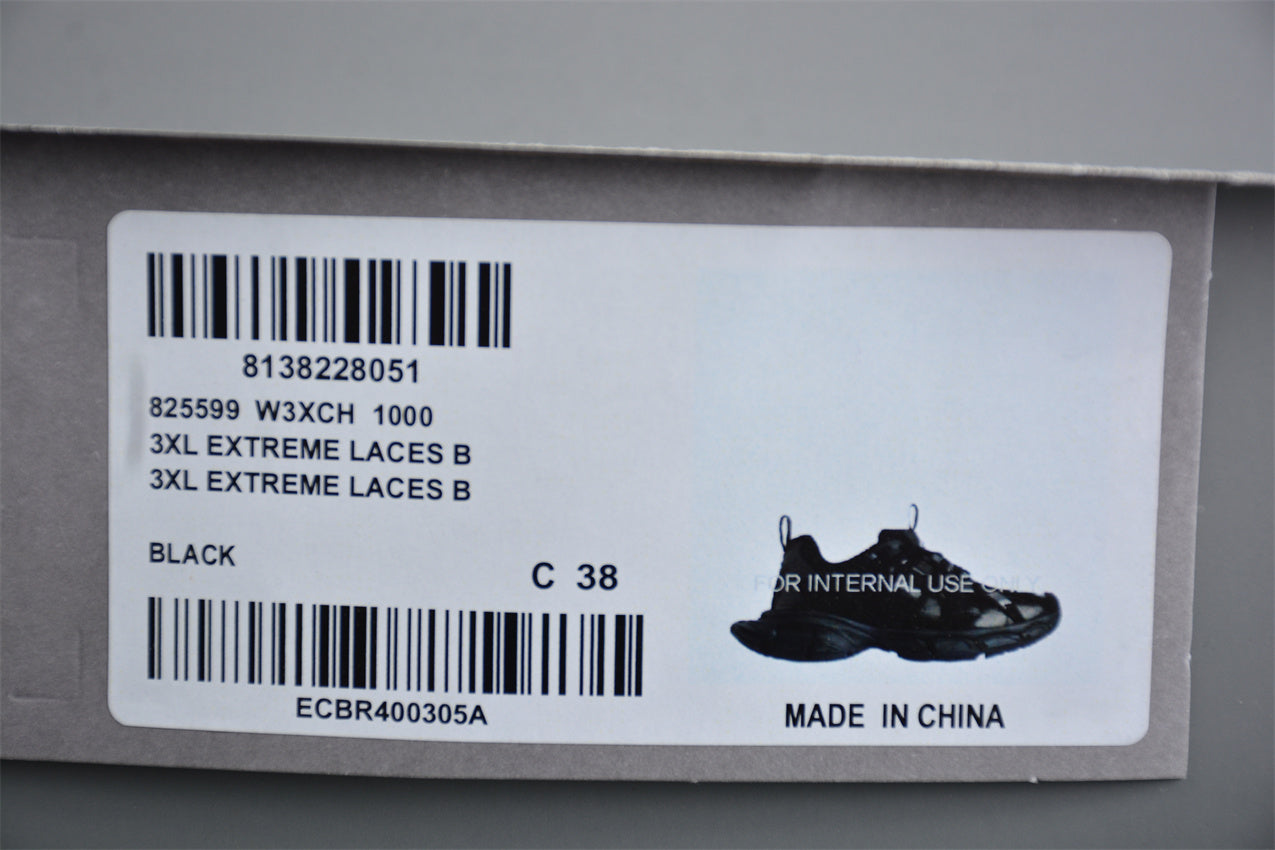 8138228051
825599 W3XCH 1000
3XL EXTREME LACES B
3XL EXTREME LACES B
BLACK
C 38
ECBR400305A
FOR INTERNAL USE ONLY
MADE IN CHINA